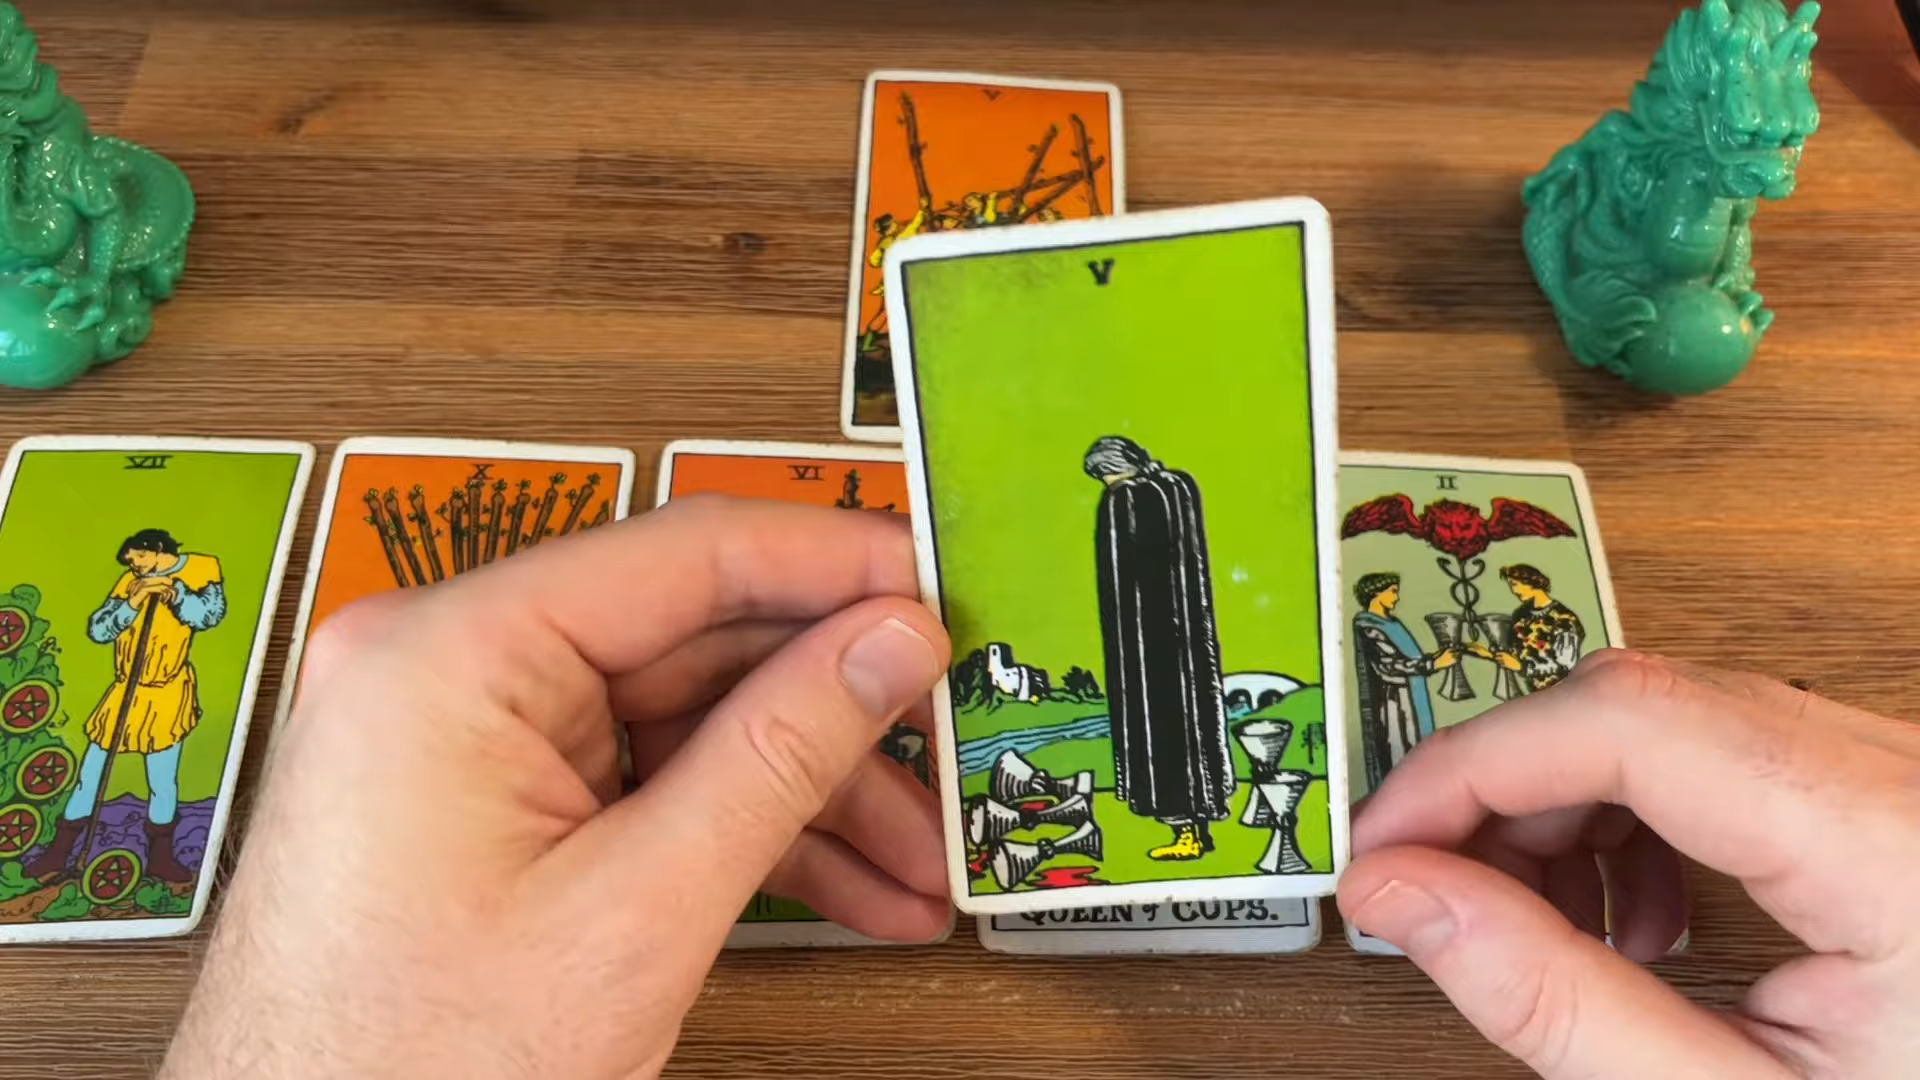 V
V
VII
X
VI
II
QUEEN of CUPS.